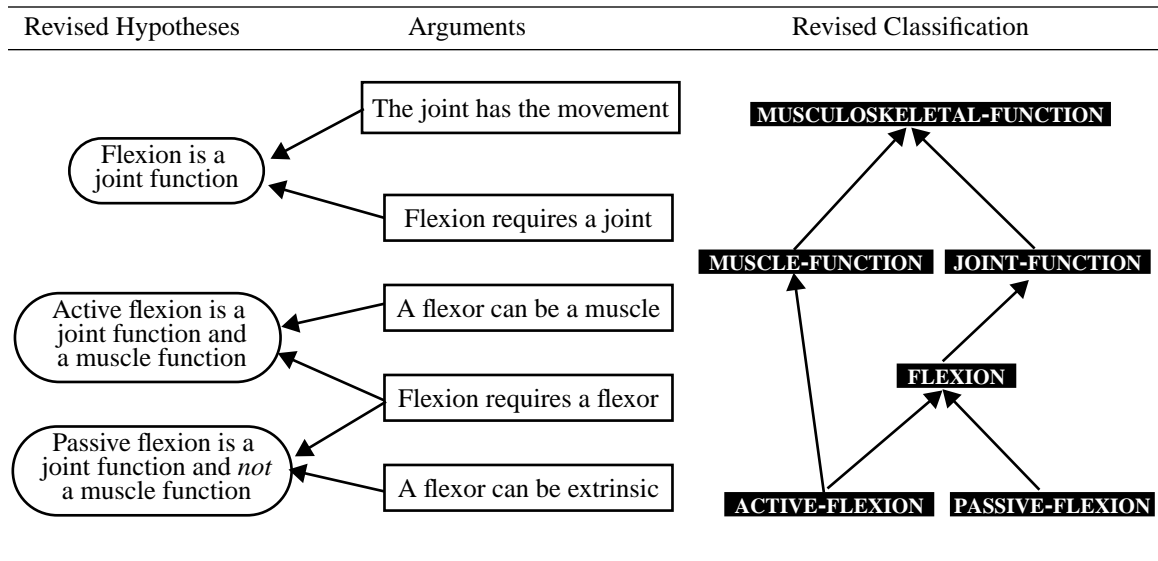 Revised Hypotheses
Arguments
Revised Classification
The joint has the movement
Flexion is a
joint function
Flexion requires a joint
Active flexion is a
joint function and
a muscle function
A flexor can be a muscle
Flexion requires a flexor
Passive flexion is a
joint function and not
a muscle function
A flexor can be extrinsic
MUSCULOSKELETAL-FUNCTION
MUSCLE-FUNCTION
JOINT-FUNCTION
FLEXION
ACTIVE-FLEXION
PASSIVE-FLEXION